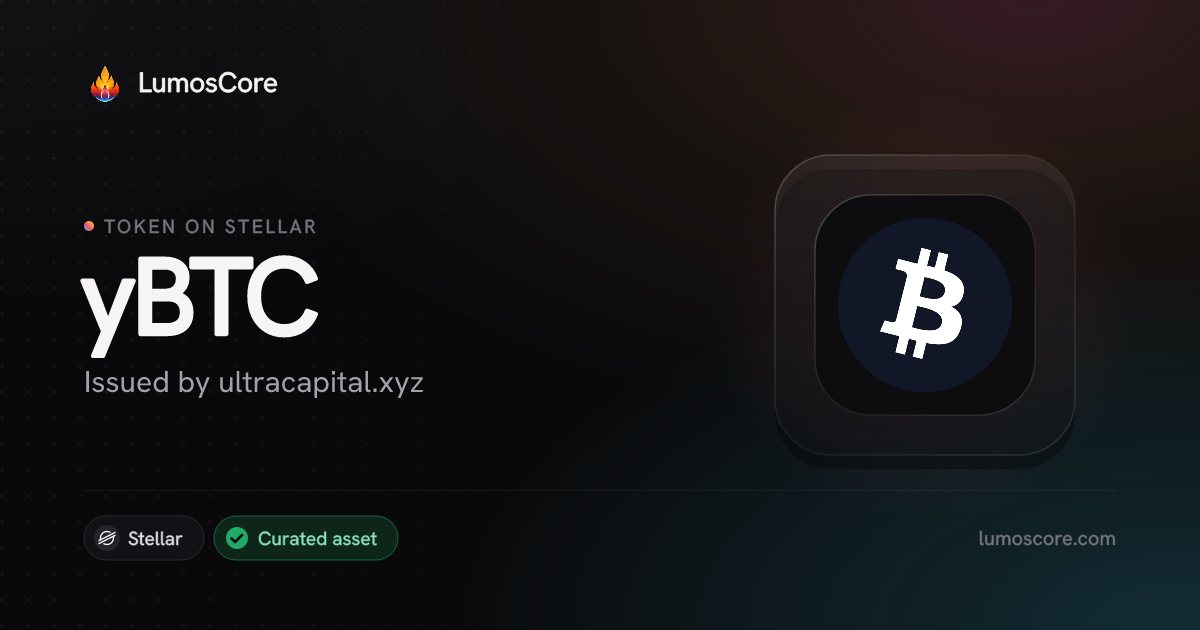 LumosCore
TOKEN ON STELLAR
yBTC
Issued by ultracapital.xyz
Stellar
Curated asset
lumoscore.com